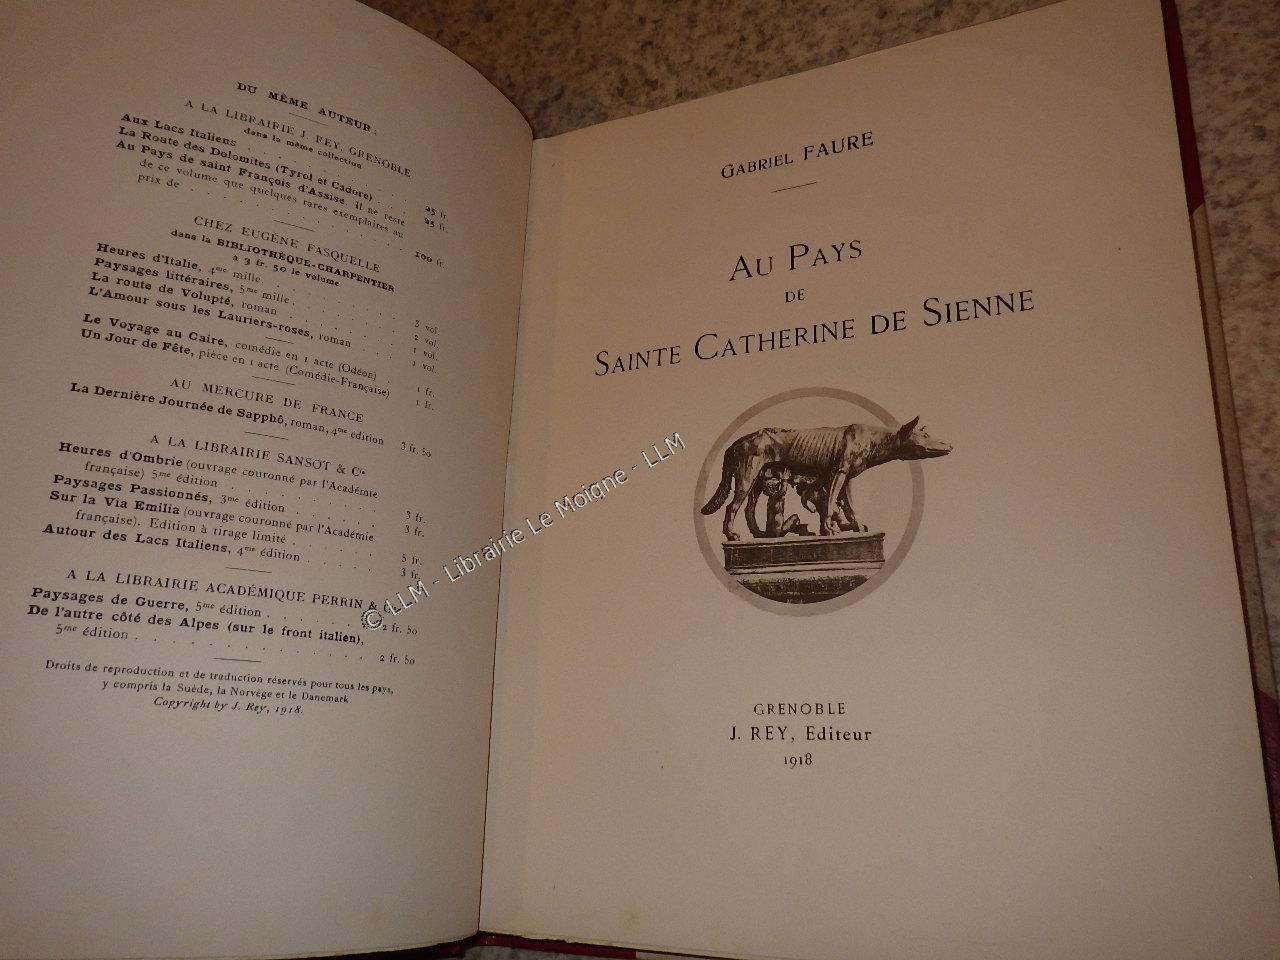 DU MÊME AUTEUR :
A LA LIBRAIRIE J. REY, GRENOBLE
dans la même collection
Aux Lacs Italiens . . . . . . . 25 fr.
La Route des Dolomites (Tyrol et Cadore) . . . 25 fr.
Au Pays de saint François d'Assise. Il ne reste
de ce volume que quelques rares exemplaires au
prix de . . . . . . . . 100 fr.
CHEZ EUGÈNE FASQUELLE
dans la BIBLIOTHÈQUE-CHARPENTIER
à 3 fr. 50 le volume
Heures d'Italie, 4me mille. . . . . . . 3 vol.
Paysages littéraires, 5me mille . . . . . . 2 vol.
La route de Volupté, roman . . . . . . 1 vol.
L'Amour sous les Lauriers-roses, roman . . . 1 vol.
Le Voyage au Caire, comédie en 1 acte (Odéon) . 1 fr.
Un Jour de Fête, pièce en 1 acte (Comédie-Française) 1 fr.
AU MERCURE DE FRANCE
La Dernière Journée de Sapphô, roman, 4me édition 3 fr. 50
A LA LIBRAIRIE SANSOT & Cie
Heures d'Ombrie (ouvrage couronné par l'Académie
française) 5me édition . . . . . . . 3 fr.
Paysages Passionnés, 3me édition . . . . . 3 fr.
Sur la Via Emilia (ouvrage couronné par l'Académie
française). Edition à tirage limité . . . . . 5 fr.
Autour des Lacs Italiens, 4me édition . . . . 3 fr.
A LA LIBRAIRIE ACADÉMIQUE PERRIN &
Paysages de Guerre, 5me édition . . . . . 2 fr. 50
De l'autre côté des Alpes (sur le front italien),
5me édition . . . . . . . . . 2 fr. 50
Droits de reproduction et de traduction réservés pour tous les pays,
y compris la Suède, la Norvège et le Danemark
Copyright by J. Rey, 1918.
GABRIEL FAURE
AU PAYS
DE
SAINTE CATHERINE DE SIENNE
© LLM - Librairie Le Moigne - LLM
GRENOBLE
J. REY, Editeur
1918